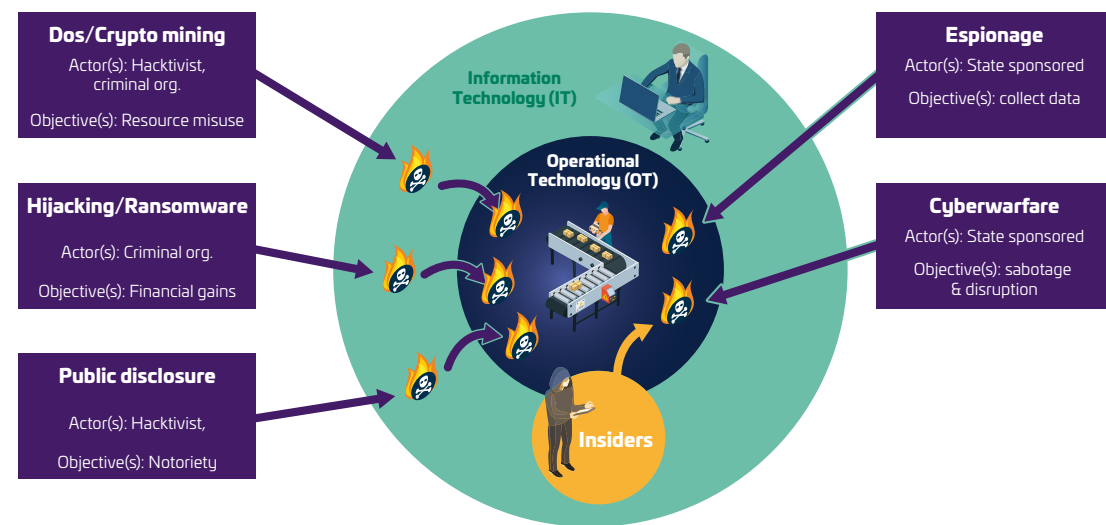 Dos/Crypto mining
Actor(s): Hacktivist,
criminal org.
Objective(s): Resource misuse
Hijacking/Ransomware
Actor(s): Criminal org.
Objective(s): Financial gains
Public disclosure
Actor(s): Hacktivist,
Objective(s): Notoriety
Information
Technology (IT)
Operational
Technology (OT)
Insiders
Espionage
Actor(s): State sponsored
Objective(s): collect data
Cyberwarfare
Actor(s): State sponsored
Objective(s): sabotage
& disruption